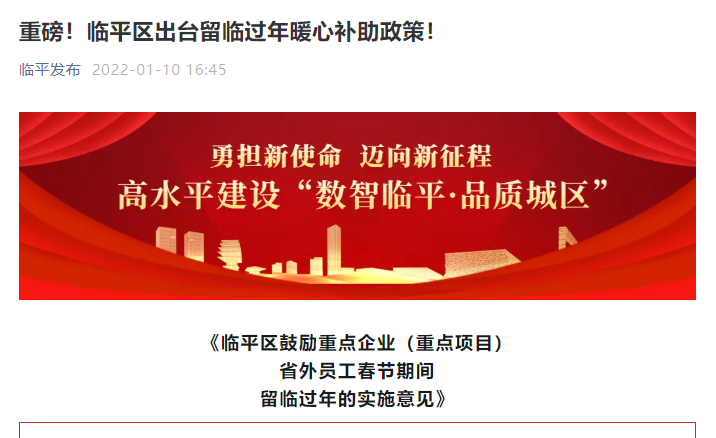 重磅！临平区出台留临过年暖心补助政策！
临平发布 2022-01-10 16:45
勇担新使命 迈向新征程
高水平建设“数智临平·品质城区”
《临平区鼓励重点企业（重点项目）
省外员工春节期间
留临过年的实施意见》